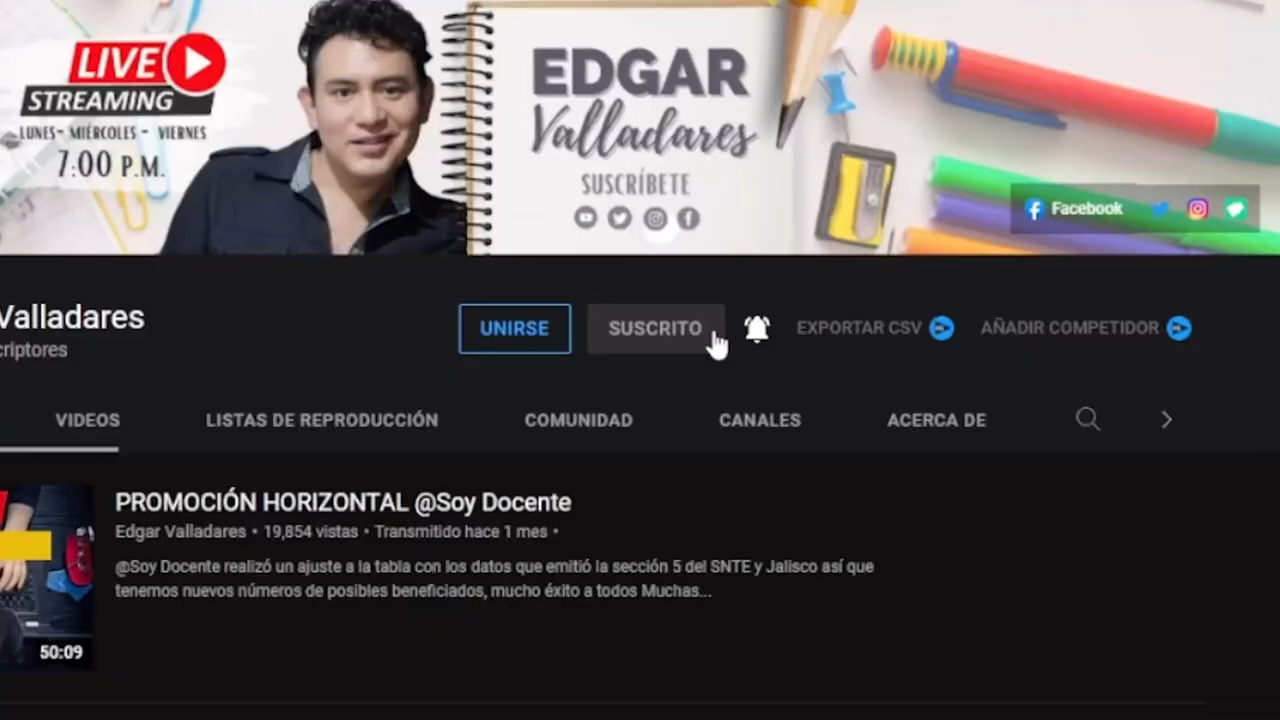 LIVE
STREAMING
LUNES- MIÉRCOLES - VIERNES
7:00 P.M.
EDGAR
Valladares
SUSCRÍBETE
Facebook
Valladares
criptores
UNIRSE
SUSCRITO
EXPORTAR CSV
AÑADIR COMPETIDOR
VIDEOS
LISTAS DE REPRODUCCIÓN
COMUNIDAD
CANALES
ACERCA DE
PROMOCIÓN HORIZONTAL @Soy Docente
Edgar Valladares • 19,854 vistas • Transmitido hace 1 mes •
@Soy Docente realizó un ajuste a la tabla con los datos que emitió la sección 5 del SNTE y Jalisco así que
tenemos nuevos números de posibles beneficiados, mucho éxito a todos Muchas...
50:09